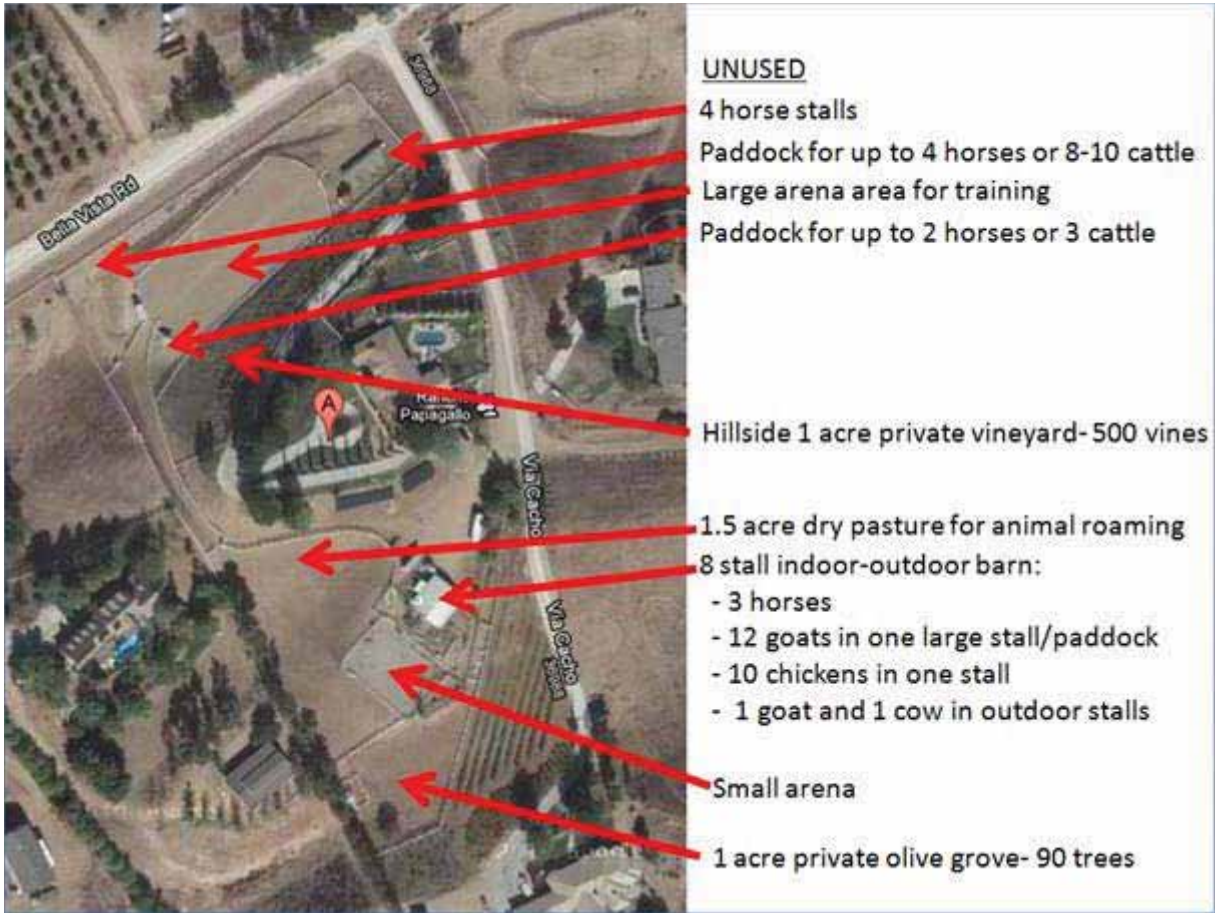 UNUSED
4 horse stalls
Paddock for up to 4 horses or 8-10 cattle
Large arena area for training
Paddock for up to 2 horses or 3 cattle
Hillside 1 acre private vineyard- 500 vines
1.5 acre dry pasture for animal roaming
8 stall indoor-outdoor barn:
- 3 horses
- 12 goats in one large stall/paddock
- 10 chickens in one stall
- 1 goat and 1 cow in outdoor stalls
Small arena
1 acre private olive grove- 90 trees
Bella Vista Rd
A
Papagallo
Via Cacho
Via Cacho